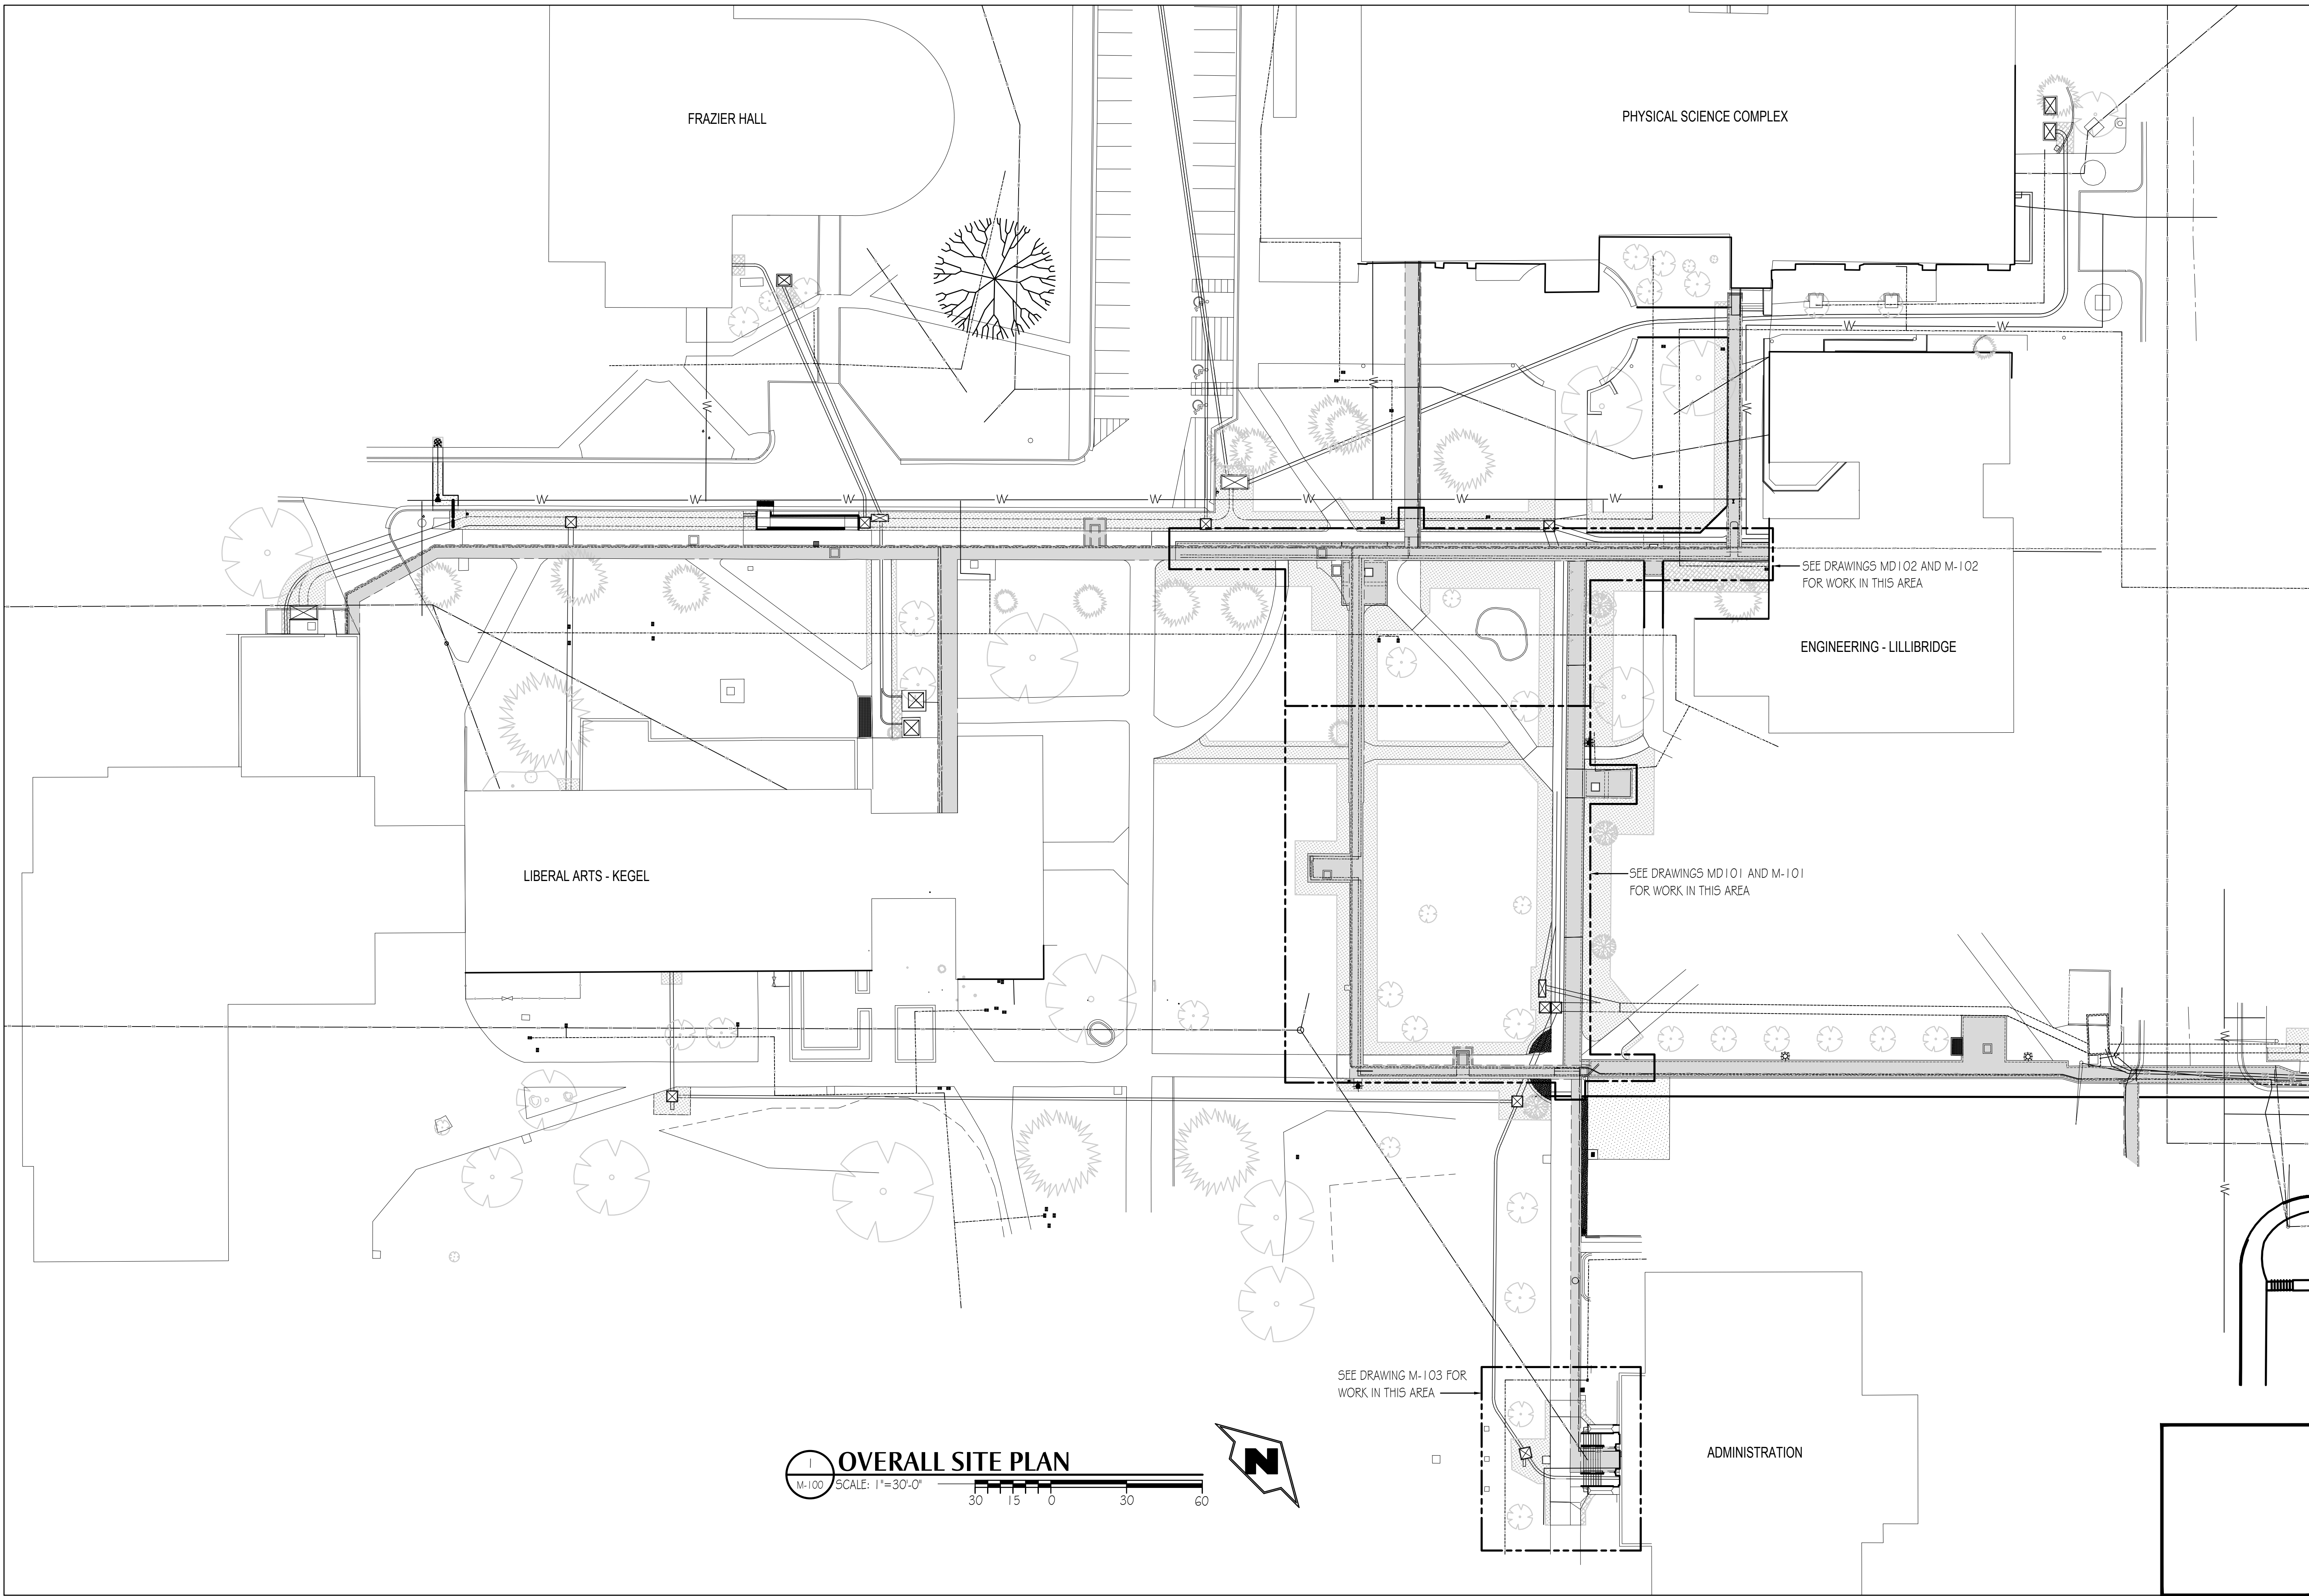 FRAZIER HALL
PHYSICAL SCIENCE COMPLEX
W
W
W
W
W
W
W
W
W
W
W
W
W
W
SEE DRAWINGS MD102 AND M-102
FOR WORK IN THIS AREA
ENGINEERING - LILLIBRIDGE
LIBERAL ARTS - KEGEL
SEE DRAWINGS MD101 AND M-101
FOR WORK IN THIS AREA
W
W
SEE DRAWING M-103 FOR
WORK IN THIS AREA
ADMINISTRATION
1
M-100
OVERALL SITE PLAN
SCALE: 1"=30'-0"
30 15 0 30 60
N